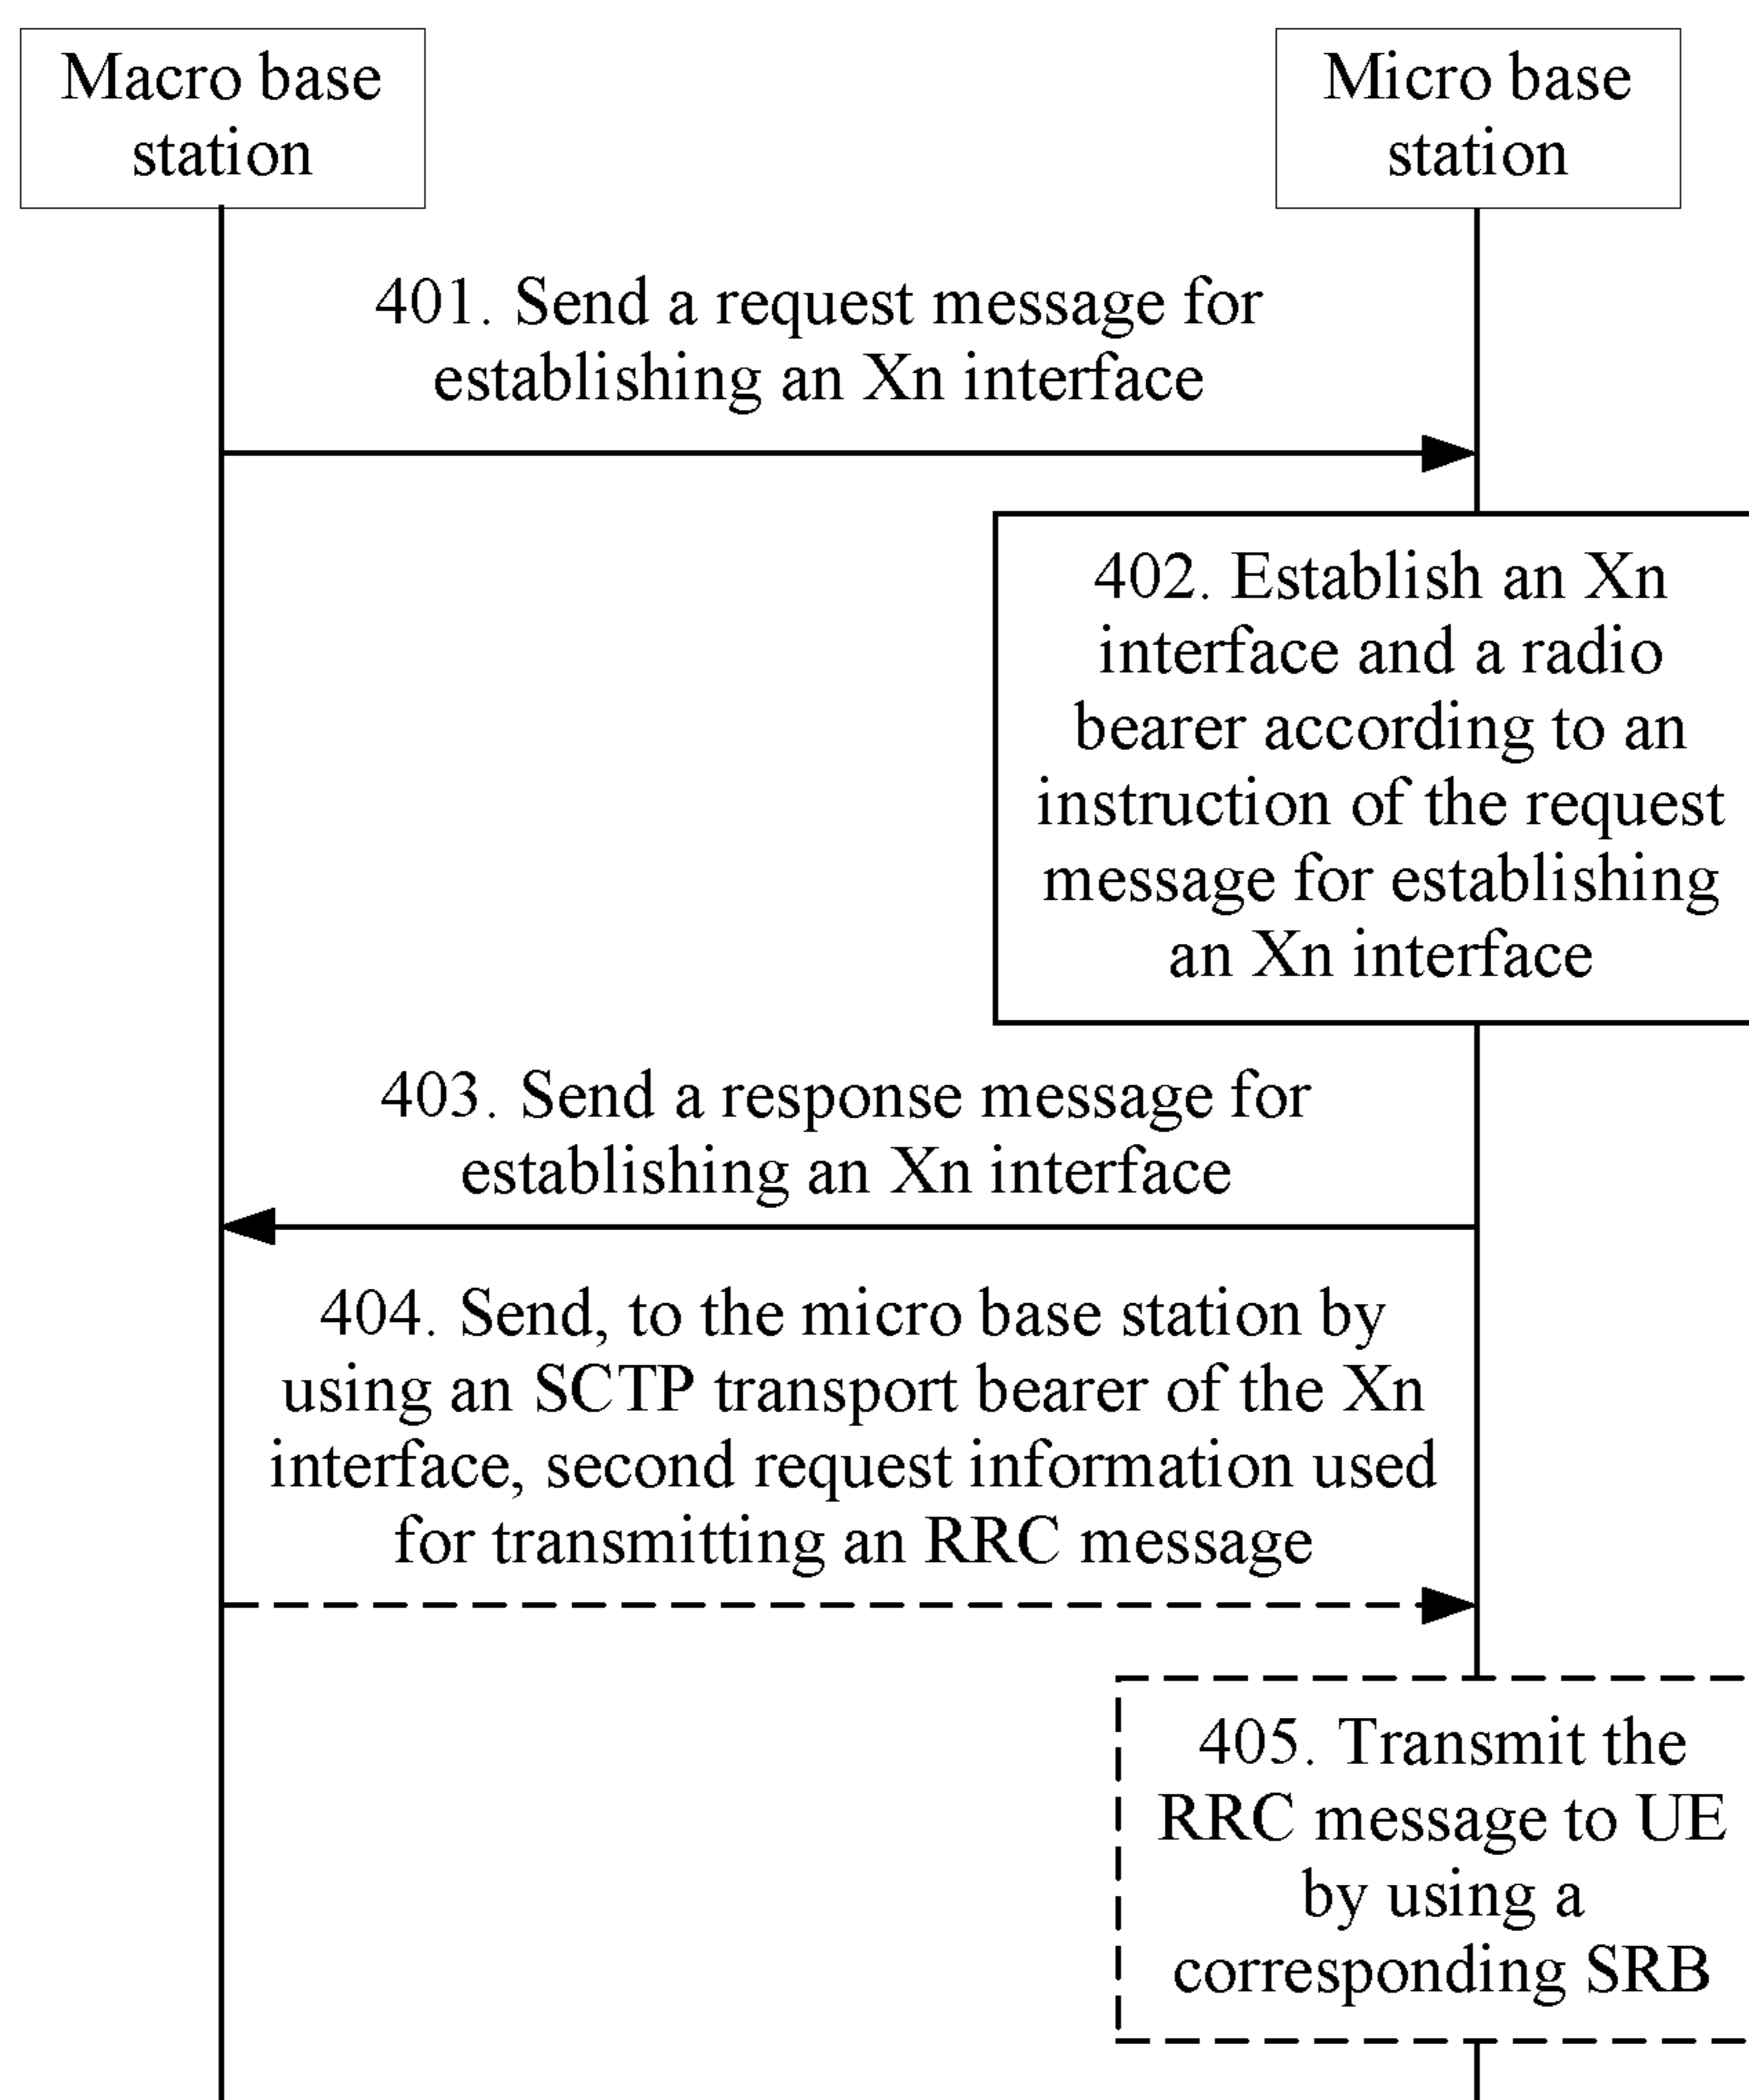 Macro base
station
Micro base
station
401. Send a request message for
establishing an Xn interface
402. Establish an Xn
interface and a radio
bearer according to an
instruction of the request
message for establishing
an Xn interface
403. Send a response message for
establishing an Xn interface
404. Send, to the micro base station by
using an SCTP transport bearer of the Xn
interface, second request information used
for transmitting an RRC message
405. Transmit the
RRC message to UE
by using a
corresponding SRB